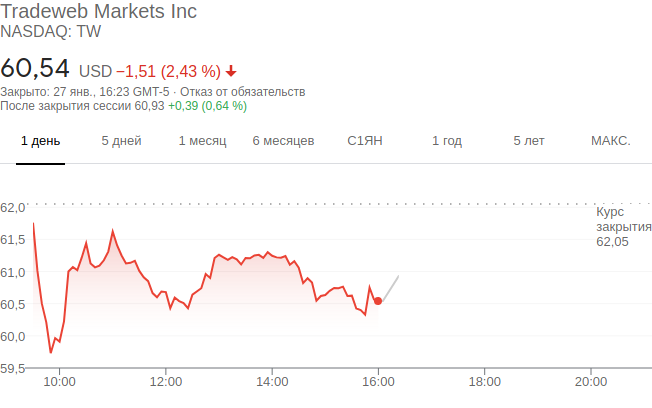 Tradeweb Markets Inc
NASDAQ: TW
60,54 USD −1,51 (2,43 %)
Закрыто: 27 янв., 16:23 GMT-5 · Отказ от обязательств
После закрытия сессии 60,93 +0,39 (0,64 %)
1 день 5 дней 1 месяц 6 месяцев С1ЯН 1 год 5 лет МАКС.
62,0
Курс
закрытия
62,05
61,5
61,0
60,5
60,0
59,5
10:00 12:00 14:00 16:00 18:00 20:00